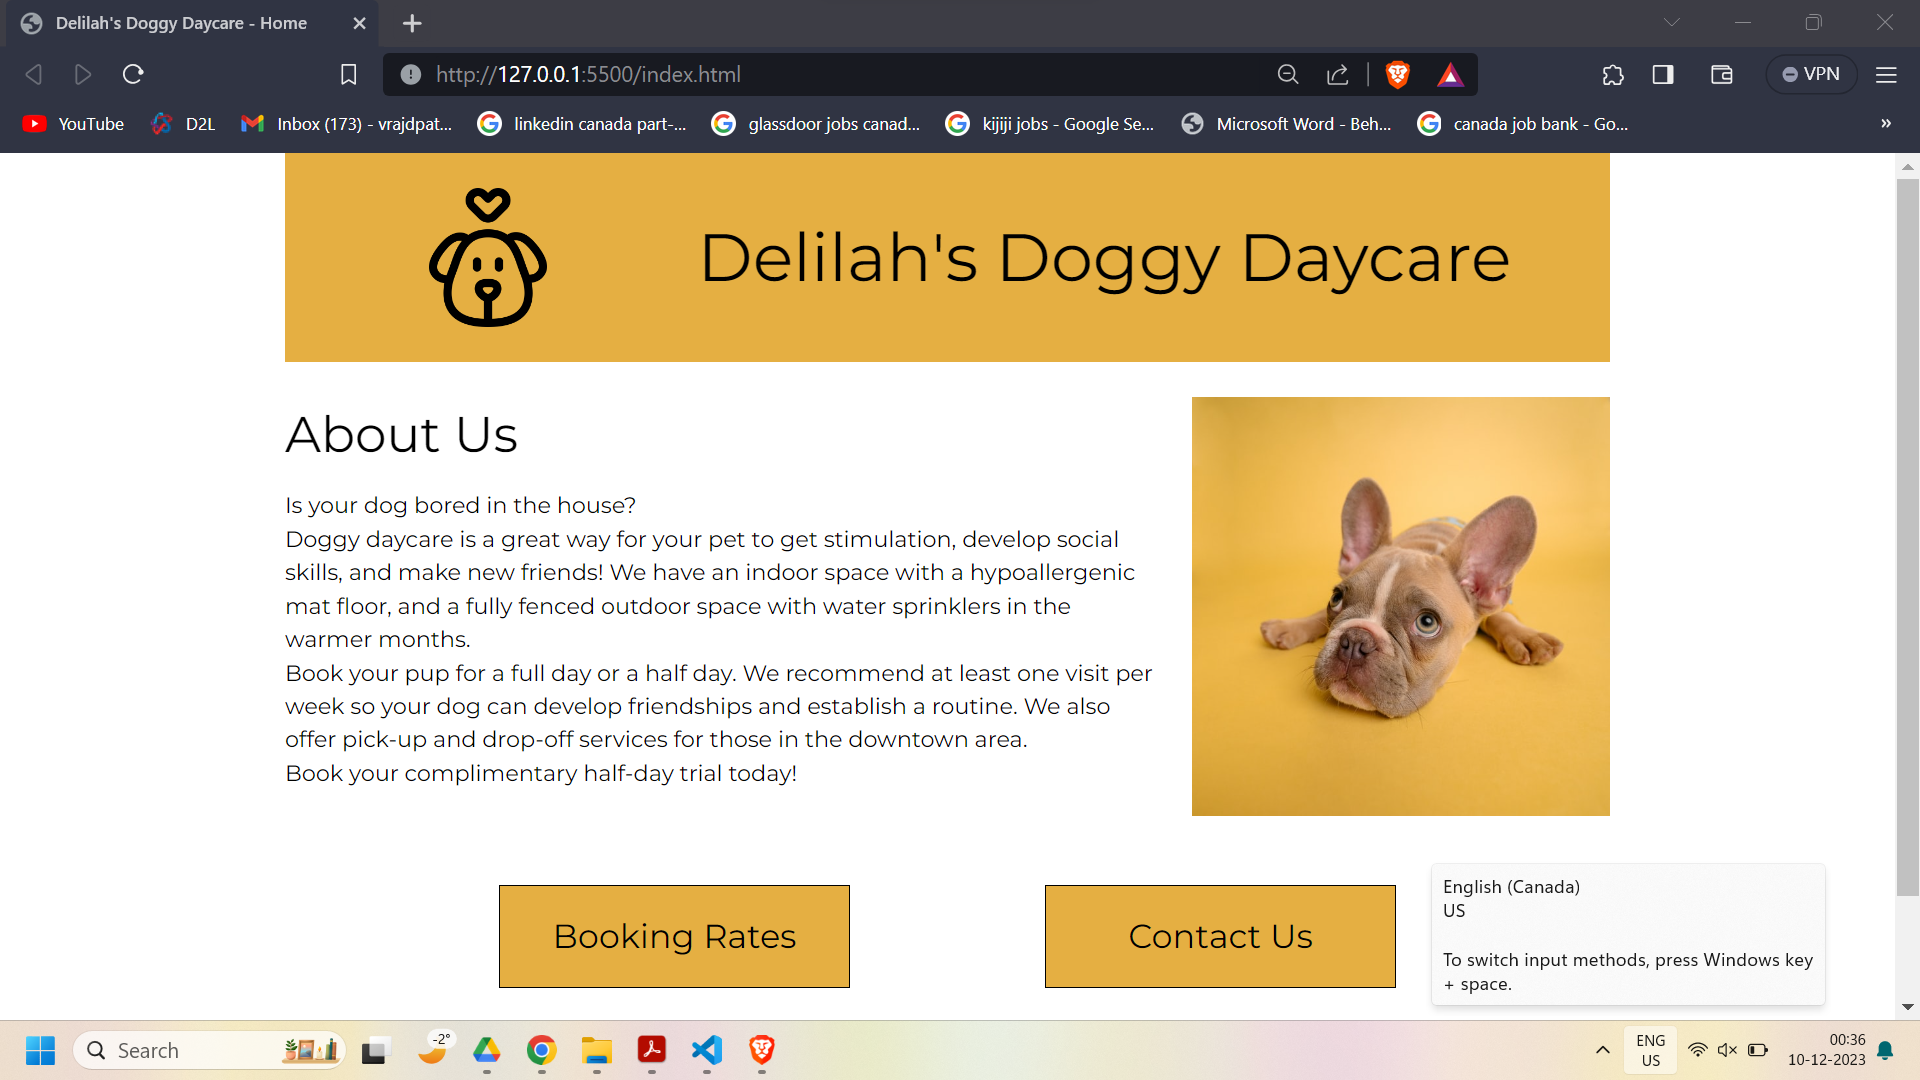 Delilah's Doggy Daycare - Home
http://127.0.0.1:5500/index.html
VPN
YouTube
D2L
Inbox (173) - vrajdpat...
linkedin canada part-...
glassdoor jobs canad...
kijiji jobs - Google Se...
Microsoft Word - Beh...
canada job bank - Go...
»
Delilah's Doggy Daycare
About Us
Is your dog bored in the house?
Doggy daycare is a great way for your pet to get stimulation, develop social
skills, and make new friends! We have an indoor space with a hypoallergenic
mat floor, and a fully fenced outdoor space with water sprinklers in the
warmer months.
Book your pup for a full day or a half day. We recommend at least one visit per
week so your dog can develop friendships and establish a routine. We also
offer pick-up and drop-off services for those in the downtown area.
Book your complimentary half-day trial today!
Booking Rates
Contact Us
English (Canada)
US
To switch input methods, press Windows key
+ space.
Search
-2°
ENG
US
00:36
10-12-2023